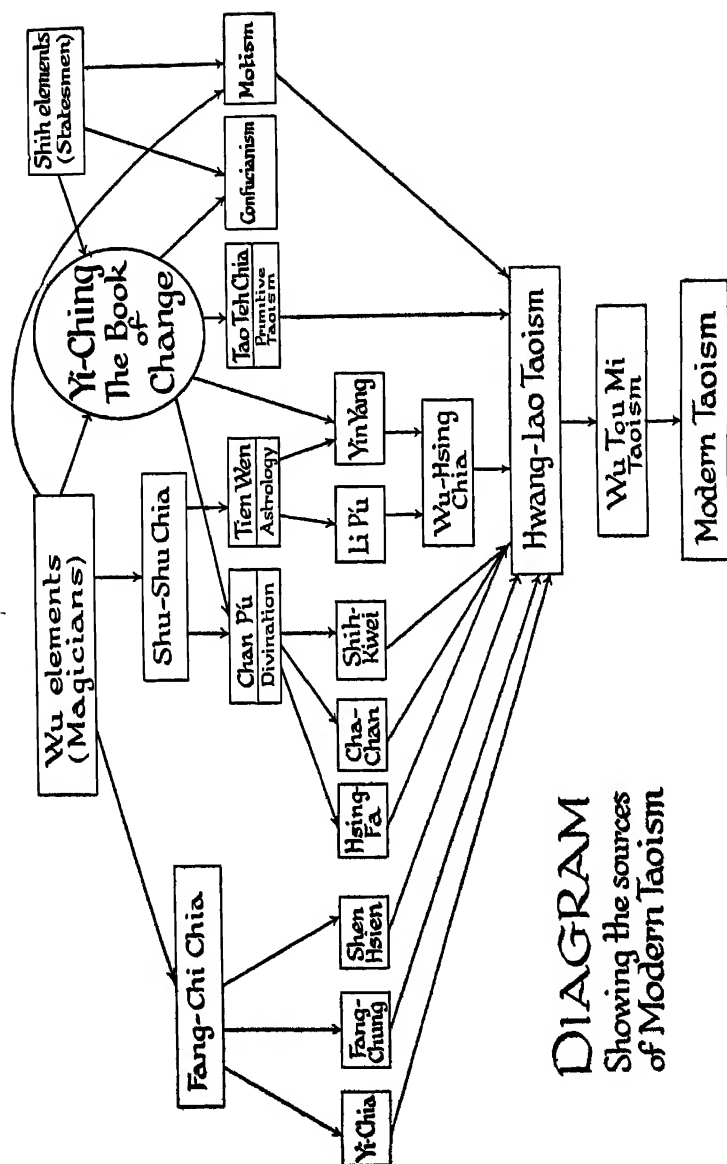 Wu elements
(Magicians)
Shih elements
(Statesmen)
Yi-Ching
The Book
of
Change
Fang-Chi Chia
Shu-Shu Chia
Chan P'u
Divination
Tien Wen
Astrology
Tao Teh Chia
Primitive
Taoism
Confucianism
Motism
Yi-Chia
Fang-
Chung
Shen
Hsien
Hsing-
Fa
Cha-
Chan
Shih-
Kwei
Li P'u
Yin Yang
Wu-Hsing
Chia
Hwang-Lao Taoism
Wu Tou Mi
Taoism
Modern Taoism
DIAGRAM
Showing the sources
of Modern Taoism